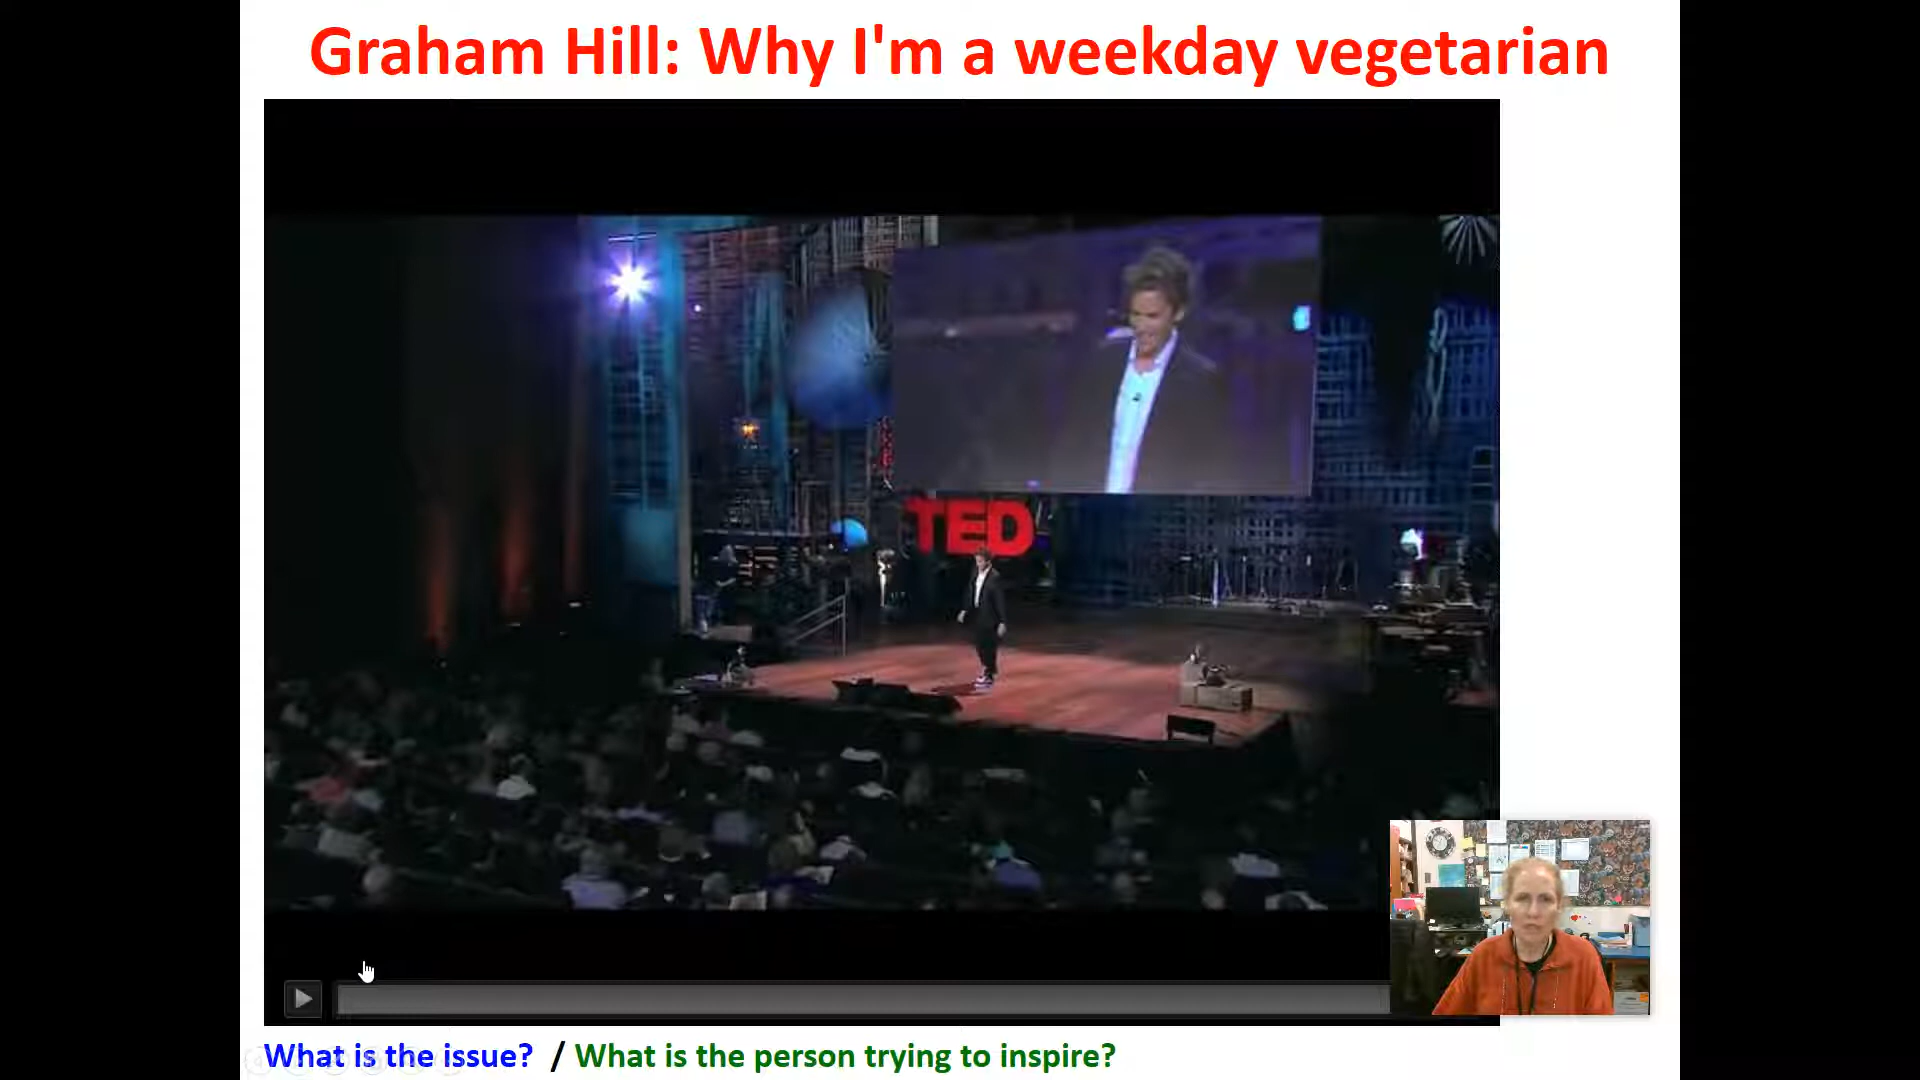 Graham Hill: Why I'm a weekday vegetarian
TED
What is the issue? / What is the person trying to inspire?